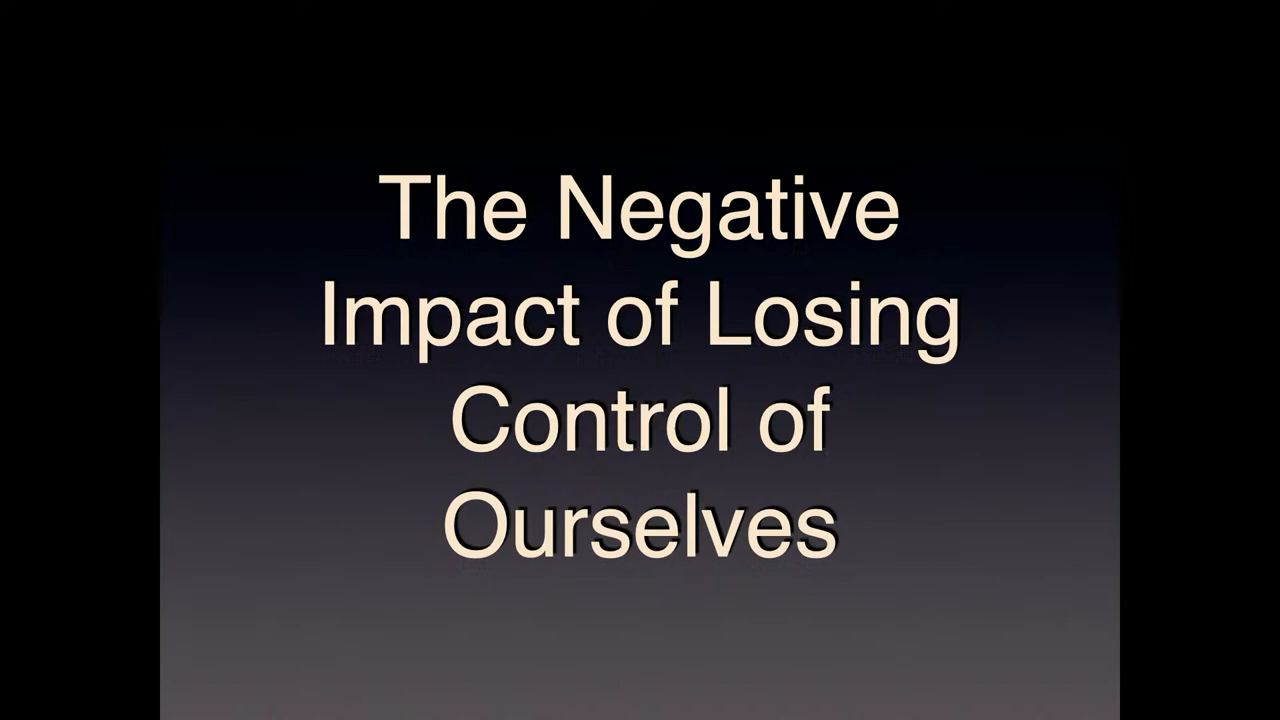 The Negative
Impact of Losing
Control of
Ourselves